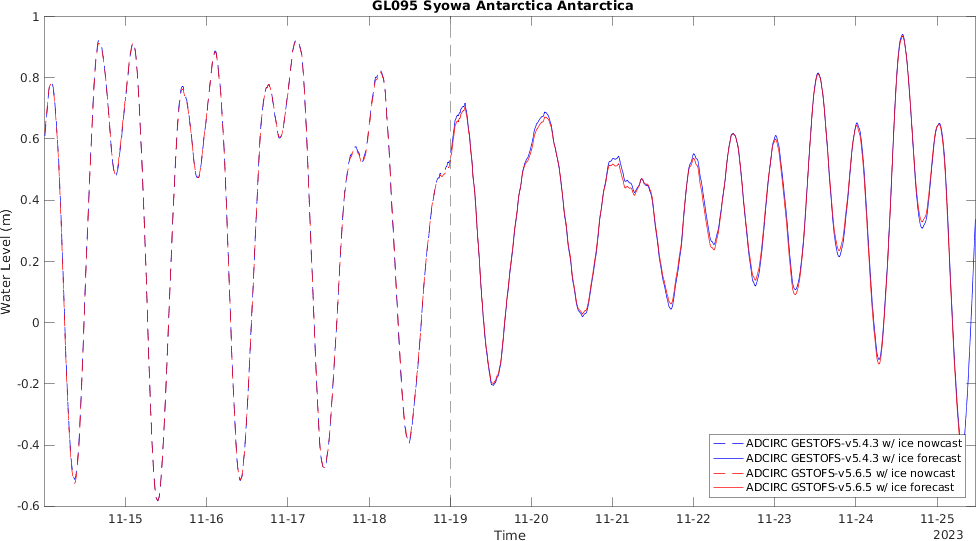 GL095 Syowa Antarctica Antarctica
1
0.8
0.6
0.4
0.2
0
-0.2
-0.4
-0.6
Water Level (m)
ADCIRC GESTOFS-v5.4.3 w/ ice nowcast
ADCIRC GESTOFS-v5.4.3 w/ ice forecast
ADCIRC GSTOFS-v5.6.5 w/ ice nowcast
ADCIRC GSTOFS-v5.6.5 w/ ice forecast
11-15 11-16 11-17 11-18 11-19 11-20 11-21 11-22 11-23 11-24 11-25
Time
2023